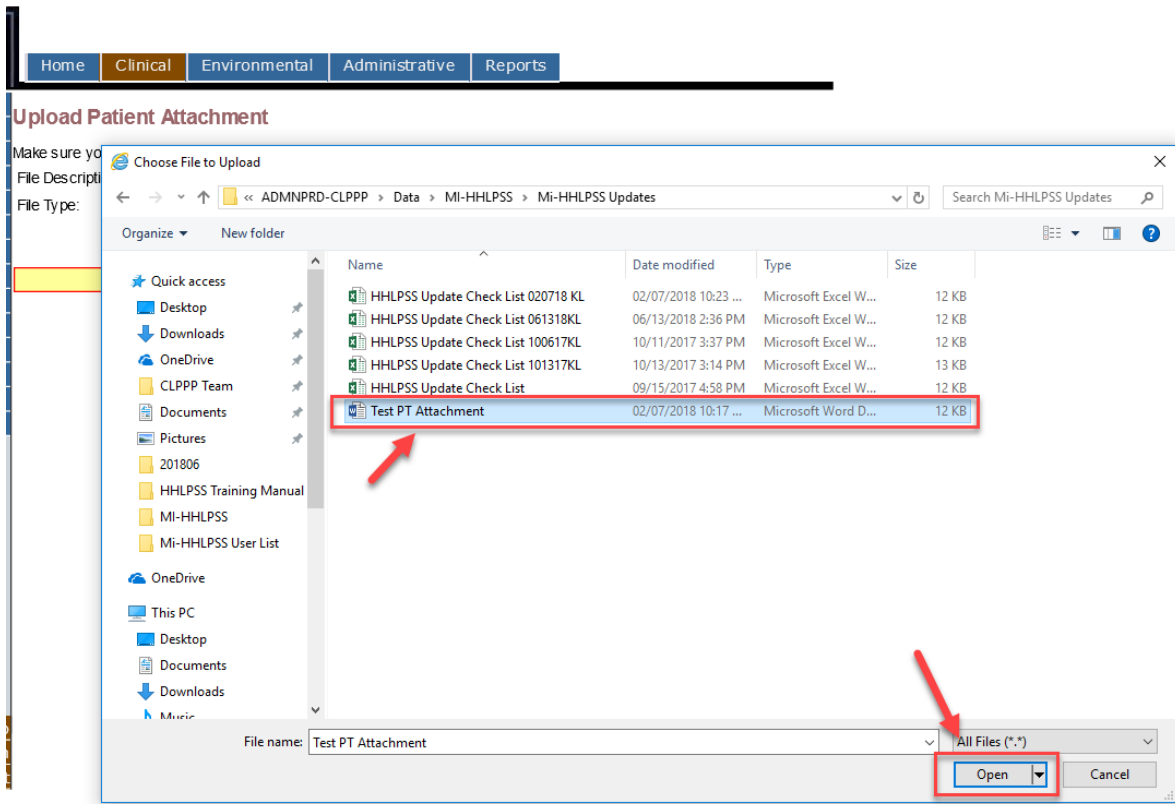 Home Clinical Environmental Administrative Reports
Upload Patient Attachment
Make sure yo
File Descripti
File Type:
Choose File to Upload
« ADMNPRD-CLPPP > Data > MI-HHLPSS > Mi-HHLPSS Updates
Search Mi-HHLPSS Updates
Organize New folder
Quick access
Desktop
Downloads
OneDrive
CLPPP Team
Documents
Pictures
201806
HHLPSS Training Manual
MI-HHLPSS
Mi-HHLPSS User List
OneDrive
This PC
Desktop
Documents
Downloads
Music
Name Date modified Type Size
HHLPSS Update Check List 020718 KL 02/07/2018 10:23 ... Microsoft Excel W... 12 KB
HHLPSS Update Check List 061318KL 06/13/2018 2:36 PM Microsoft Excel W... 12 KB
HHLPSS Update Check List 100617KL 10/11/2017 3:37 PM Microsoft Excel W... 12 KB
HHLPSS Update Check List 101317KL 10/13/2017 3:14 PM Microsoft Excel W... 13 KB
HHLPSS Update Check List 09/15/2017 4:58 PM Microsoft Excel W... 12 KB
Test PT Attachment 02/07/2018 10:17 ... Microsoft Word D... 12 KB
File name: Test PT Attachment All Files (*.*)
Open Cancel